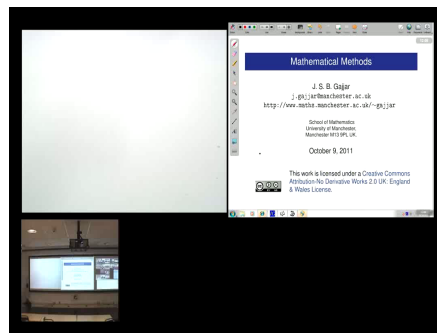 Mathematical Methods
J. S. B. Gajjar
j.gajjar@manchester.ac.uk
http://www.maths.manchester.ac.uk/~gajjar
School of Mathematics
University of Manchester,
Manchester M13 9PL UK.
October 9, 2011
This work is licensed under a Creative Commons
Attribution-No Derivative Works 2.0 UK: England
& Wales License.